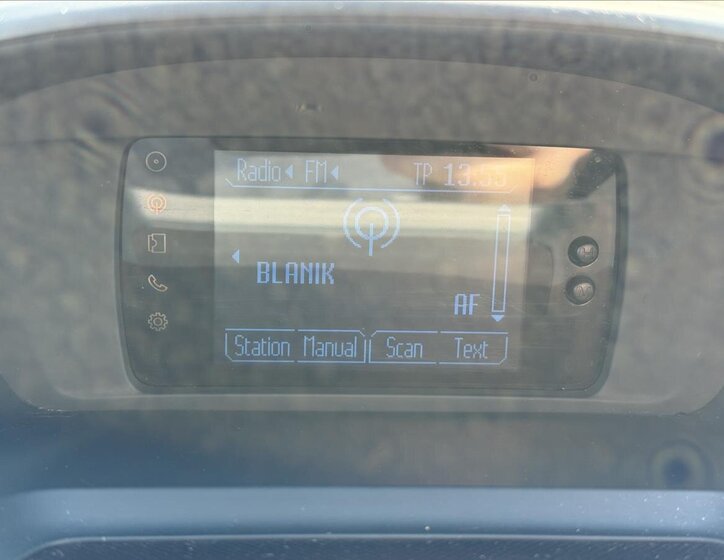 Radio FM TP 13:55
BLANIK
AF
Station Manual Scan Text